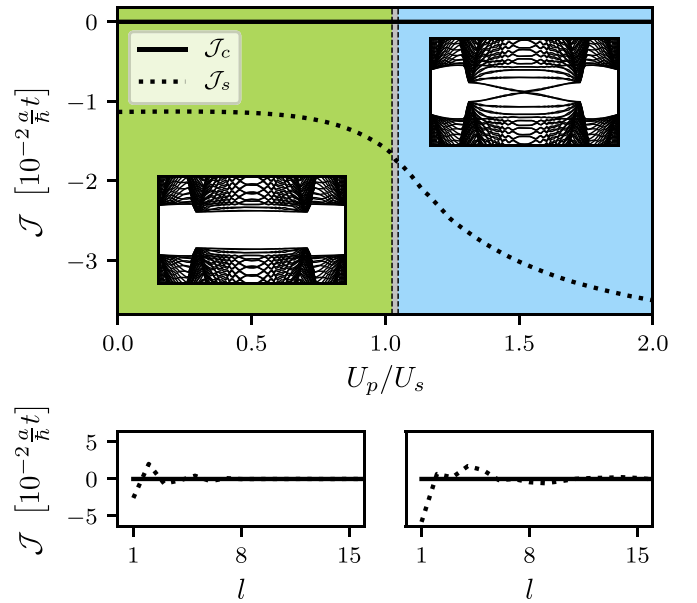 0
−1
−2
−3
𝒥 [10⁻² a/ħ t]
𝒥_c
𝒥_s
0.0 0.5 1.0 1.5 2.0
U_p/U_s
5
0
−5
𝒥 [10⁻² a/ħ t]
1 8 15
l
1 8 15
l